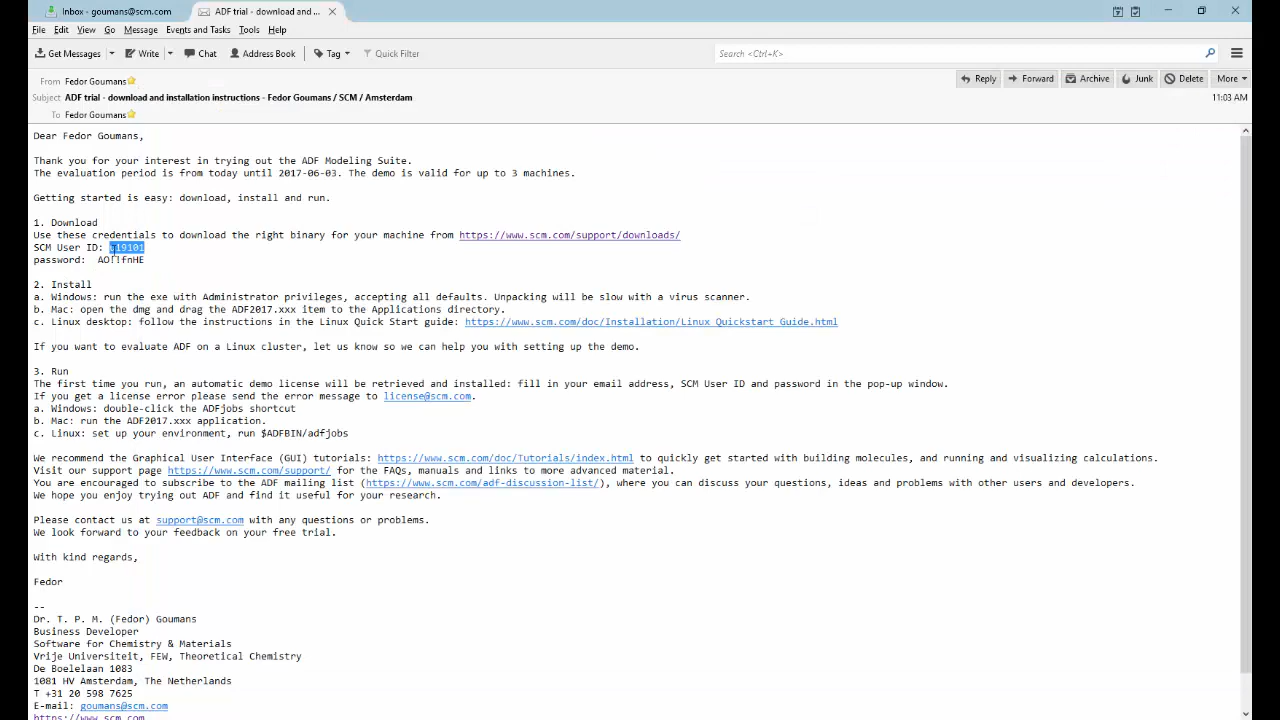 Inbox - goumans@scm.com
ADF trial - download and ...
File Edit View Go Message Events and Tasks Tools Help
Get Messages Write Chat Address Book Tag Quick Filter
Search <Ctrl+K>
From Fedor Goumans
Reply Forward Archive Junk Delete More
Subject ADF trial - download and installation instructions - Fedor Goumans / SCM / Amsterdam
11:03 AM
To Fedor Goumans
Dear Fedor Goumans,
Thank you for your interest in trying out the ADF Modeling Suite.
The evaluation period is from today until 2017-06-03. The demo is valid for up to 3 machines.
Getting started is easy: download, install and run.
1. Download
Use these credentials to download the right binary for your machine from https://www.scm.com/support/downloads/
SCM User ID:
password: AO!!fnHE
2. Install
a. Windows: run the exe with Administrator privileges, accepting all defaults. Unpacking will be slow with a virus scanner.
b. Mac: open the dmg and drag the ADF2017.xxx item to the Applications directory.
c. Linux desktop: follow the instructions in the Linux Quick Start guide: https://www.scm.com/doc/Installation/Linux_Quickstart_Guide.html
If you want to evaluate ADF on a Linux cluster, let us know so we can help you with setting up the demo.
3. Run
The first time you run, an automatic demo license will be retrieved and installed: fill in your email address, SCM User ID and password in the pop-up window.
If you get a license error please send the error message to license@scm.com.
a. Windows: double-click the ADFjobs shortcut
b. Mac: run the ADF2017.xxx application.
c. Linux: set up your environment, run $ADFBIN/adfjobs
We recommend the Graphical User Interface (GUI) tutorials: https://www.scm.com/doc/Tutorials/index.html to quickly get started with building molecules, and running and visualizing calculations.
Visit our support page https://www.scm.com/support/ for the FAQs, manuals and links to more advanced material.
You are encouraged to subscribe to the ADF mailing list (https://www.scm.com/adf-discussion-list/), where you can discuss your questions, ideas and problems with other users and developers.
We hope you enjoy trying out ADF and find it useful for your research.
Please contact us at support@scm.com with any questions or problems.
We look forward to your feedback on your free trial.
With kind regards,
Fedor
--
Dr. T. P. M. (Fedor) Goumans
Business Developer
Software for Chemistry & Materials
Vrije Universiteit, FEW, Theoretical Chemistry
De Boelelaan 1083
1081 HV Amsterdam, The Netherlands
T +31 20 598 7625
E-mail: goumans@scm.com
https://www.scm.com